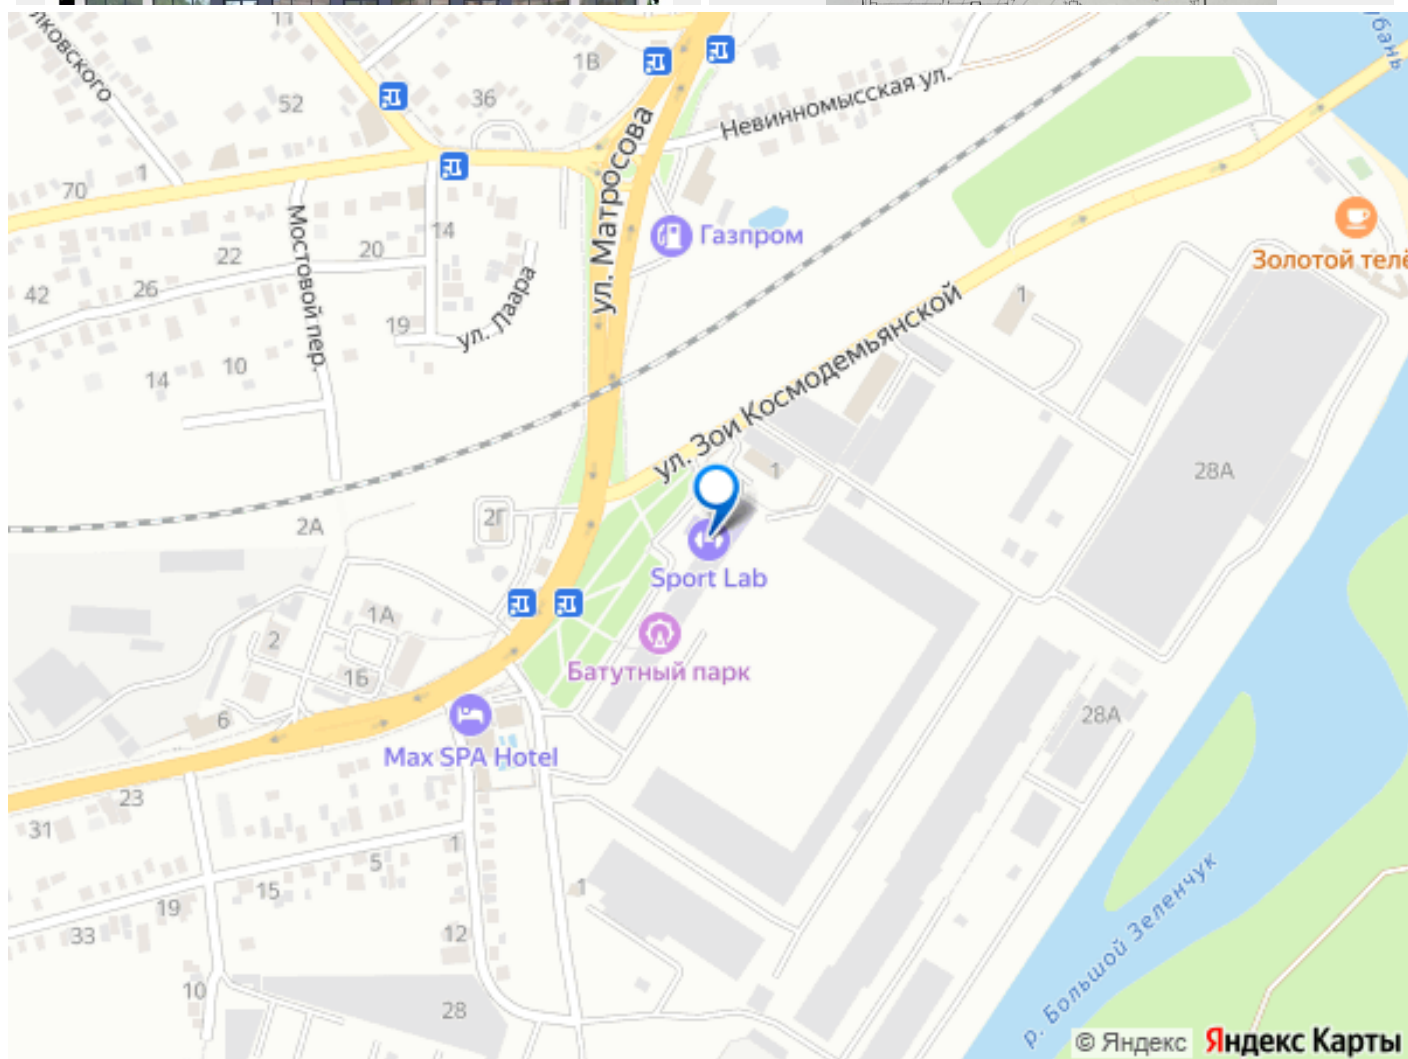 олковского
11
1В
52
36
убань
Невинномысская ул.
ул. Матросова
70
1
14
Мостовой пер.
22
20
Газпром
Золотой телё
42
26
ул. Лаара
19
1
10
14
ул. Зои Космодемьянской
1
28А
2Г
2А
Sport Lab
1А
2
Батутный парк
16
6
28А
Max SPA Hotel
23
31
1
5
15
1
19
33
12
р. Большой Зеленчук
10
28
© Яндекс Яндекс Карты